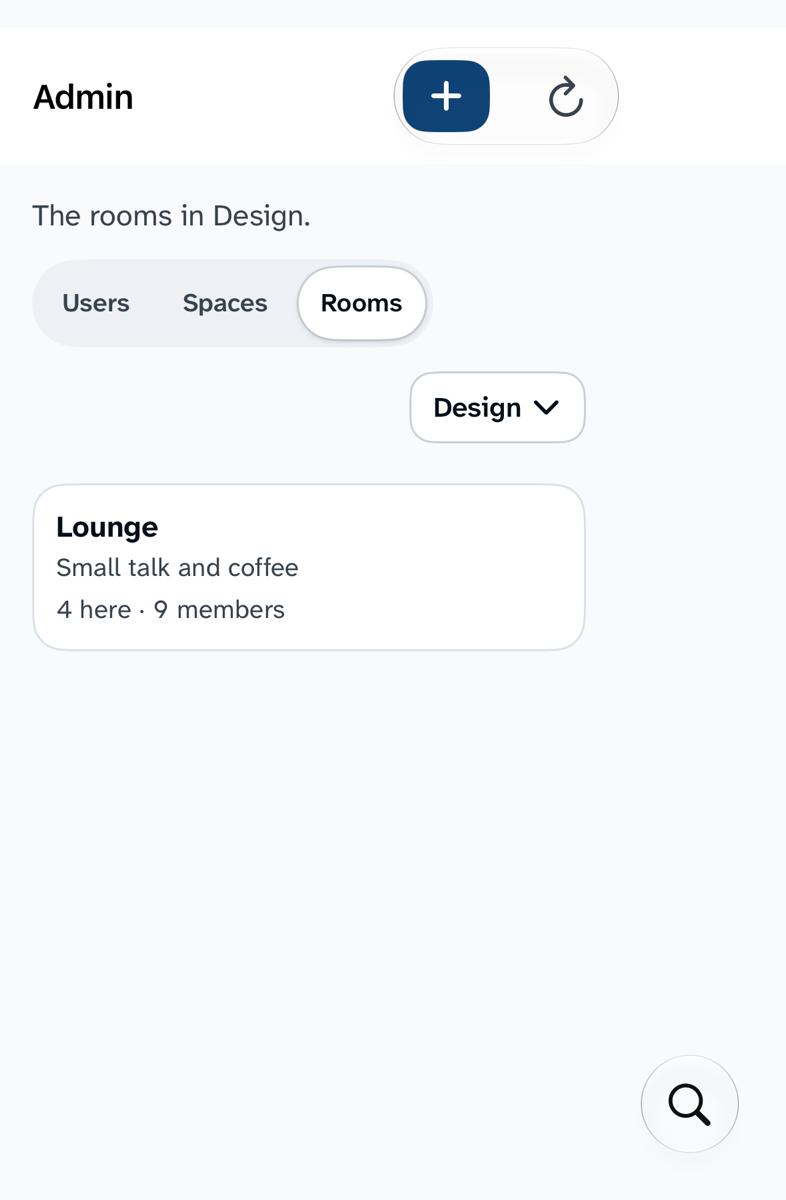 Admin
The rooms in Design.
Users Spaces Rooms
Design
Lounge
Small talk and coffee
4 here · 9 members